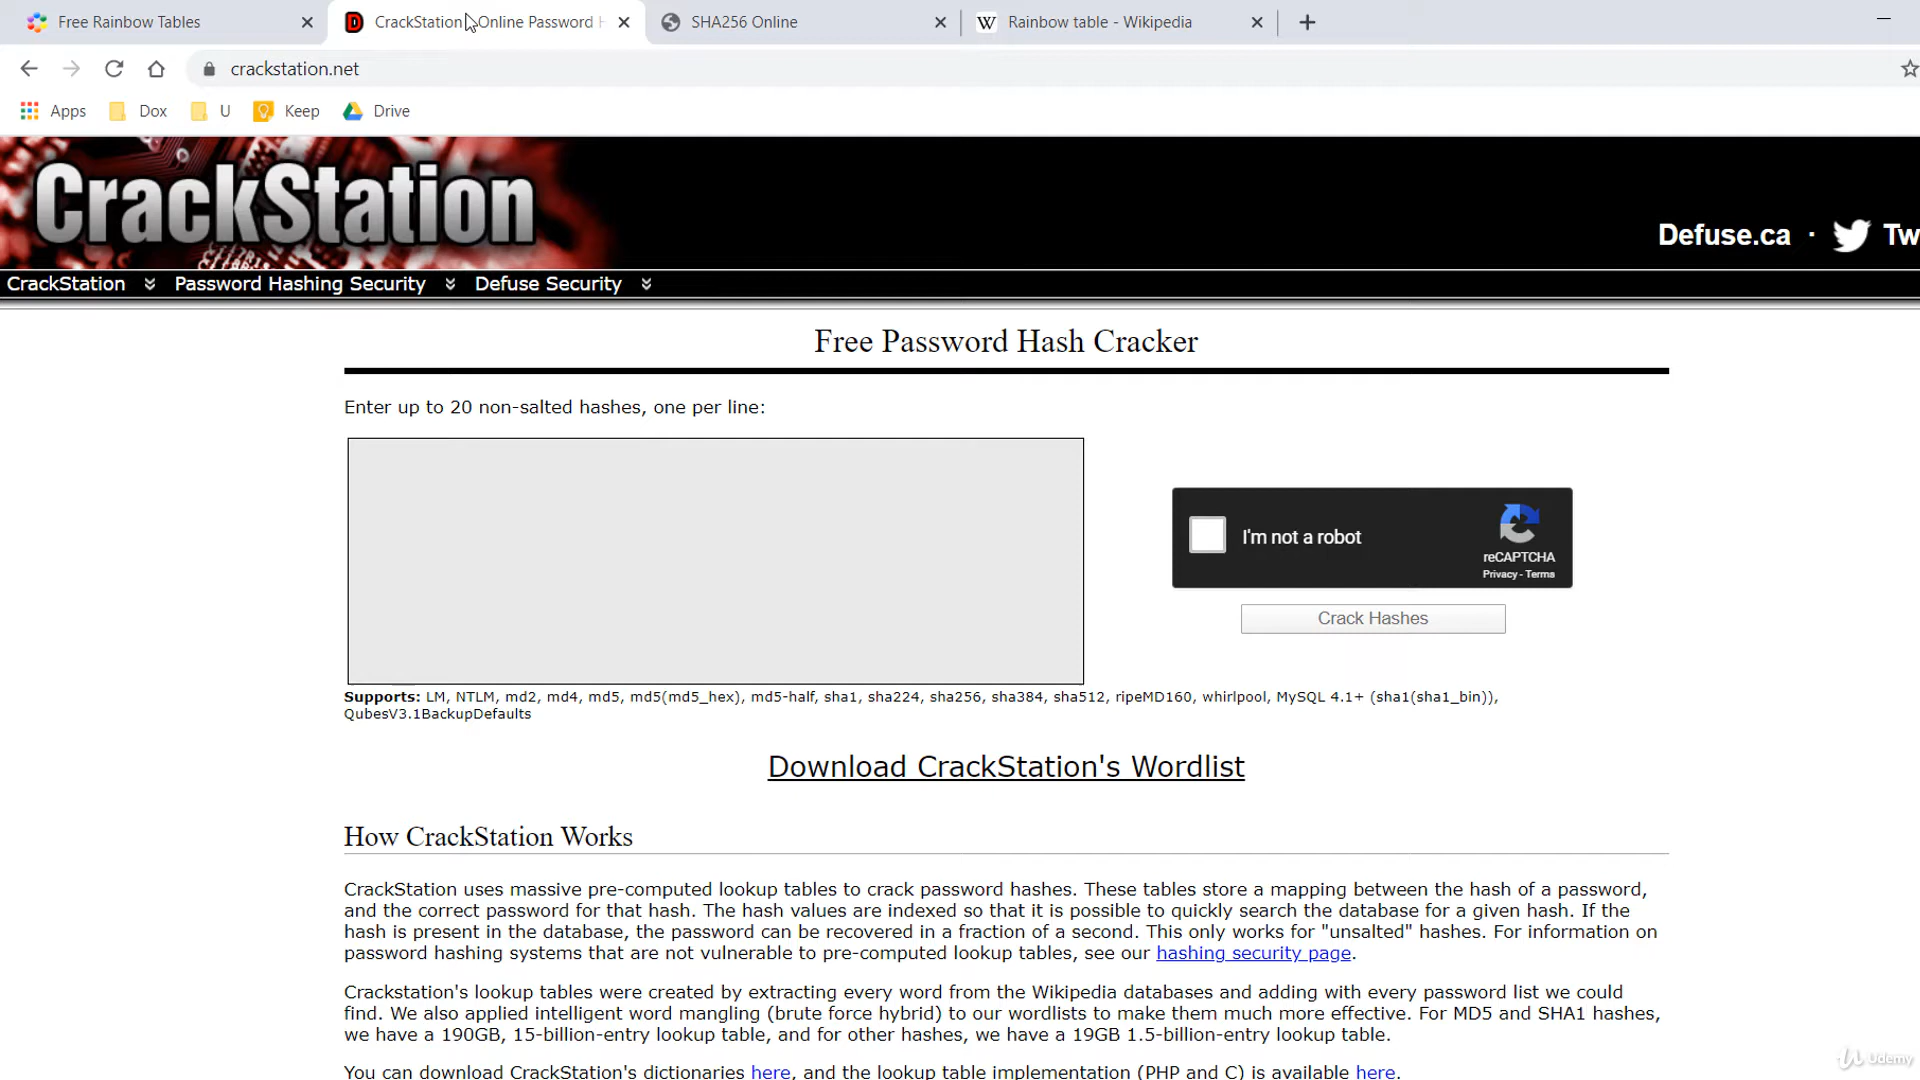 Free Rainbow Tables
CrackStation - Online Password H
SHA256 Online
Rainbow table - Wikipedia
crackstation.net
Apps
Dox
U
Keep
Drive
CrackStation
Defuse.ca · Tw
CrackStation
Password Hashing Security
Defuse Security
Free Password Hash Cracker
Enter up to 20 non-salted hashes, one per line:
I'm not a robot
reCAPTCHA
Privacy - Terms
Crack Hashes
Supports: LM, NTLM, md2, md4, md5, md5(md5_hex), md5-half, sha1, sha224, sha256, sha384, sha512, ripeMD160, whirlpool, MySQL 4.1+ (sha1(sha1_bin)),
QubesV3.1BackupDefaults
Download CrackStation's Wordlist
How CrackStation Works
CrackStation uses massive pre-computed lookup tables to crack password hashes. These tables store a mapping between the hash of a password,
and the correct password for that hash. The hash values are indexed so that it is possible to quickly search the database for a given hash. If the
hash is present in the database, the password can be recovered in a fraction of a second. This only works for "unsalted" hashes. For information on
password hashing systems that are not vulnerable to pre-computed lookup tables, see our hashing security page.
Crackstation's lookup tables were created by extracting every word from the Wikipedia databases and adding with every password list we could
find. We also applied intelligent word mangling (brute force hybrid) to our wordlists to make them much more effective. For MD5 and SHA1 hashes,
we have a 190GB, 15-billion-entry lookup table, and for other hashes, we have a 19GB 1.5-billion-entry lookup table.
You can download CrackStation's dictionaries here, and the lookup table implementation (PHP and C) is available here.
Udemy